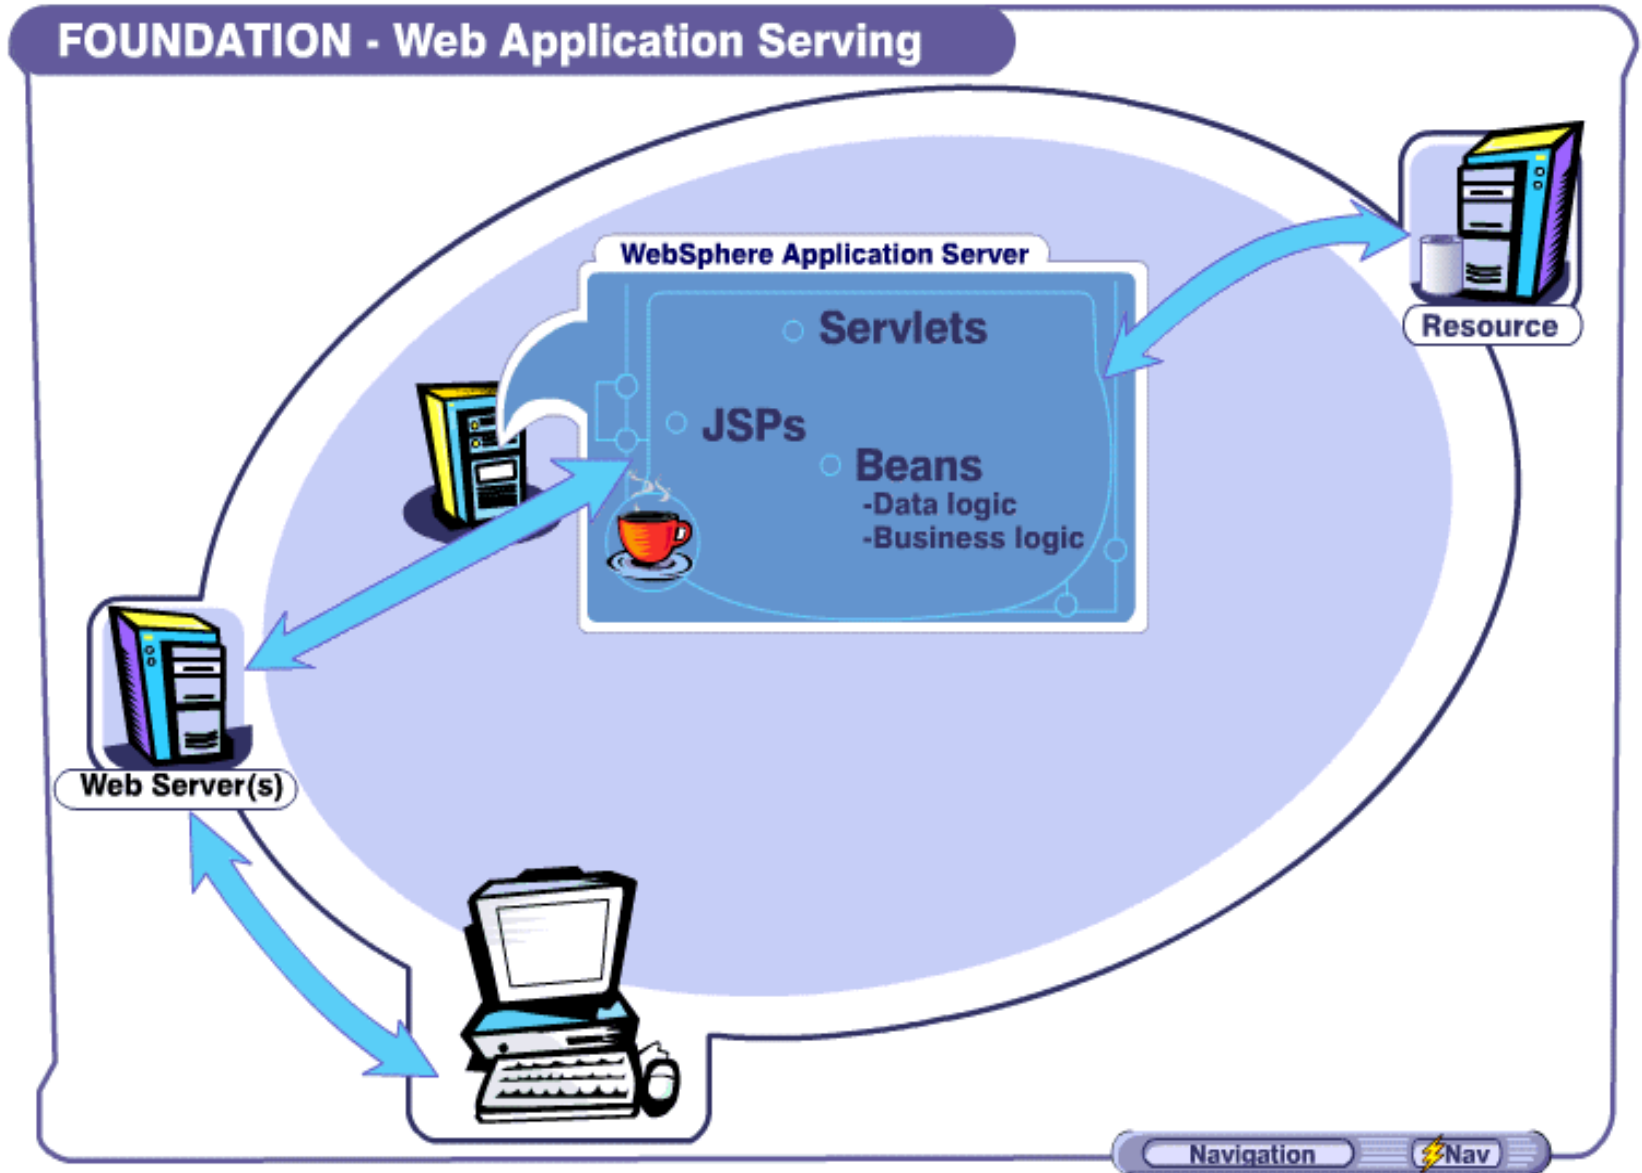 FOUNDATION - Web Application Serving
WebSphere Application Server
Servlets
JSPs
Beans
-Data logic
-Business logic
Resource
Web Server(s)
Navigation
Nav